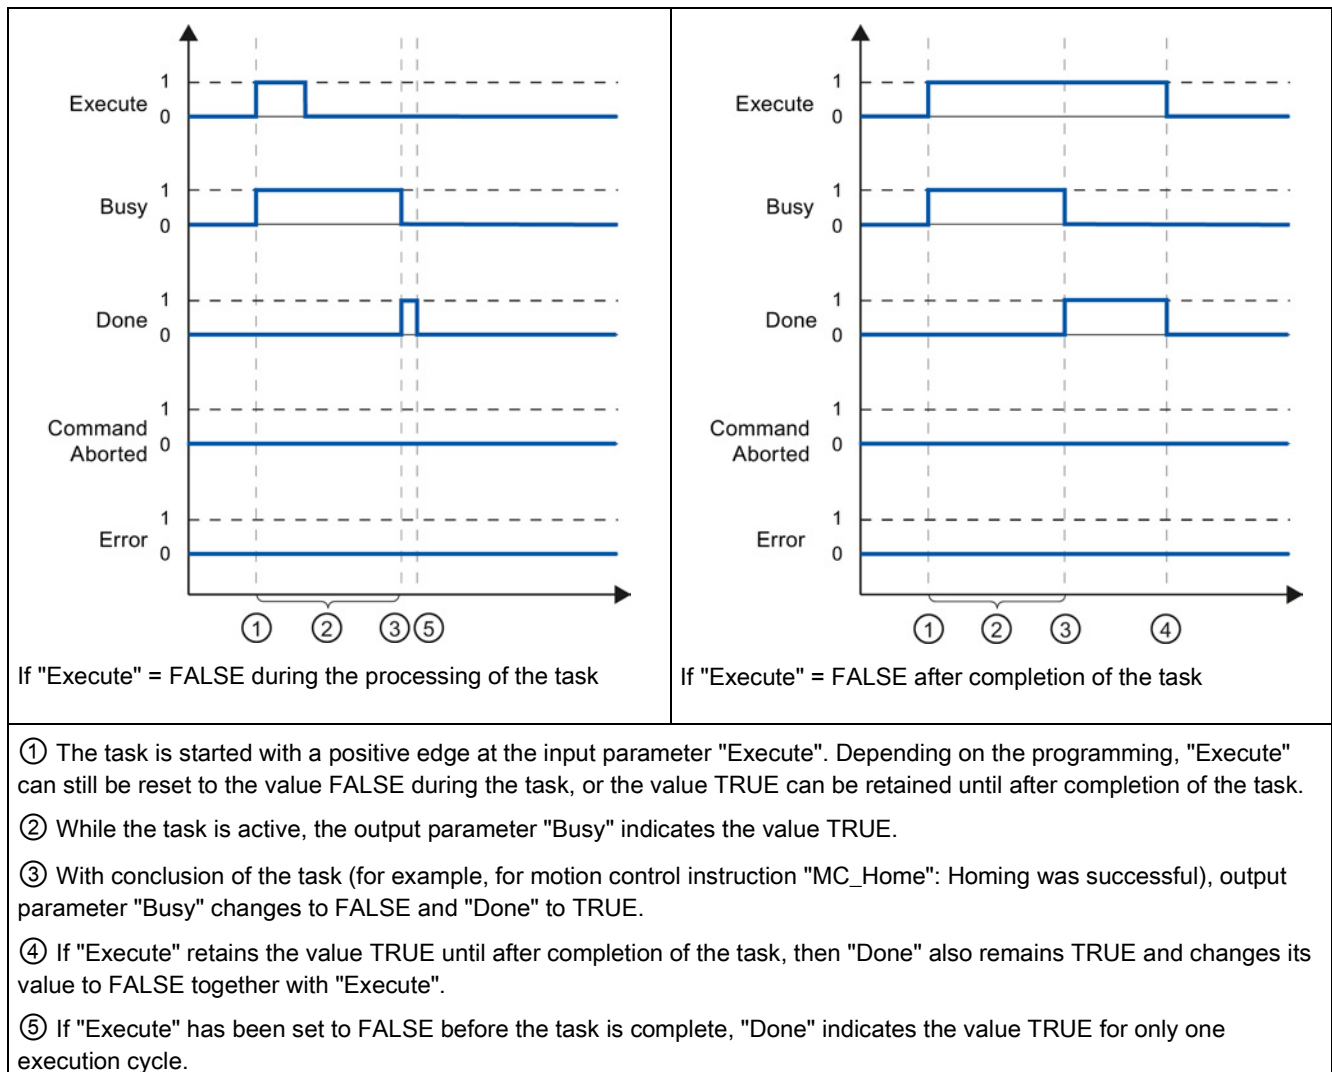 1
Execute
0
1
Busy
0
1
Done
0
1
Command
Aborted
0
1
Error
0
① ② ③ ⑤
If "Execute" = FALSE during the processing of the task
1
Execute
0
1
Busy
0
1
Done
0
1
Command
Aborted
0
1
Error
0
① ② ③ ④
If "Execute" = FALSE after completion of the task
① The task is started with a positive edge at the input parameter "Execute". Depending on the programming, "Execute"
can still be reset to the value FALSE during the task, or the value TRUE can be retained until after completion of the task.
② While the task is active, the output parameter "Busy" indicates the value TRUE.
③ With conclusion of the task (for example, for motion control instruction "MC_Home": Homing was successful), output
parameter "Busy" changes to FALSE and "Done" to TRUE.
④ If "Execute" retains the value TRUE until after completion of the task, then "Done" also remains TRUE and changes its
value to FALSE together with "Execute".
⑤ If "Execute" has been set to FALSE before the task is complete, "Done" indicates the value TRUE for only one
execution cycle.